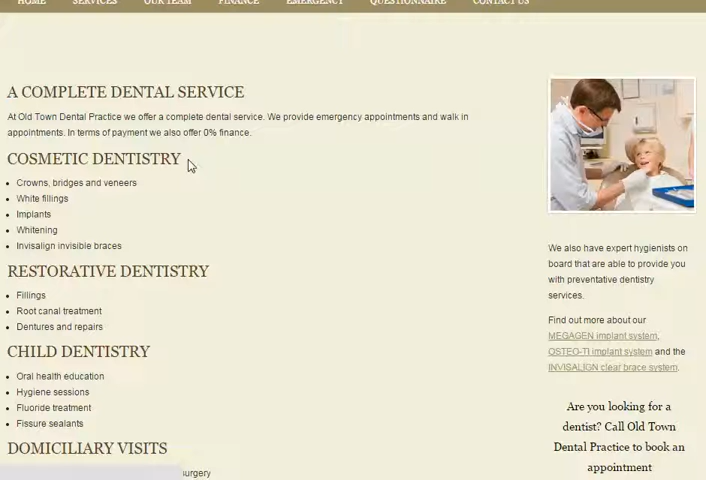 HOME SERVICES OUR TEAM FINANCE EMERGENCY QUESTIONNAIRE CONTACT US
A COMPLETE DENTAL SERVICE
At Old Town Dental Practice we offer a complete dental service. We provide emergency appointments and walk in
appointments. In terms of payment we also offer 0% finance.
COSMETIC DENTISTRY
Crowns, bridges and veneers
White fillings
Implants
Whitening
Invisalign invisible braces
RESTORATIVE DENTISTRY
Fillings
Root canal treatment
Dentures and repairs
CHILD DENTISTRY
Oral health education
Hygiene sessions
Fluoride treatment
Fissure sealants
DOMICILIARY VISITS
surgery
We also have expert hygienists on
board that are able to provide you
with preventative dentistry
services.
Find out more about our
MEGAGEN implant system,
OSTEO-TI implant system and the
INVISALIGN clear brace system.
Are you looking for a
dentist? Call Old Town
Dental Practice to book an
appointment